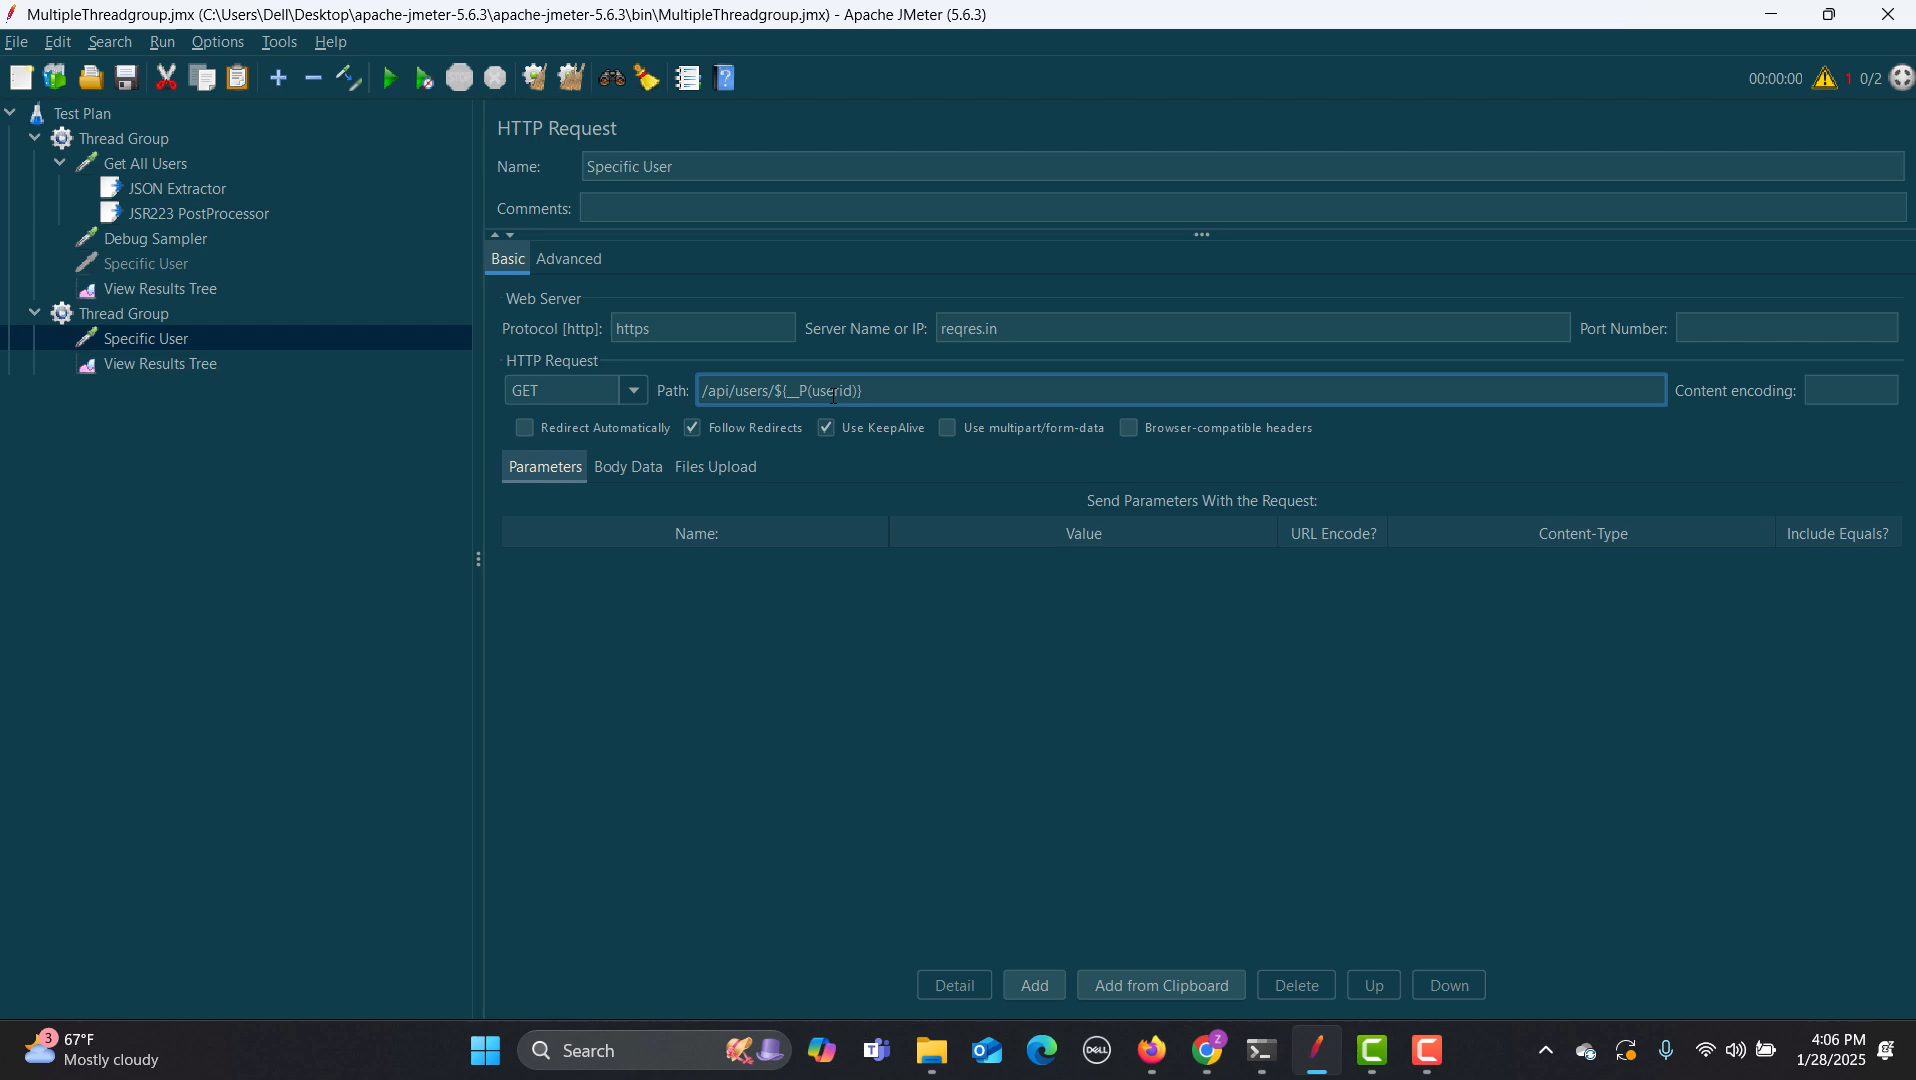 MultipleThreadgroup.jmx (C:\Users\Dell\Desktop\apache-jmeter-5.6.3\apache-jmeter-5.6.3\bin\MultipleThreadgroup.jmx) - Apache JMeter (5.6.3)
File Edit Search Run Options Tools Help
STOP
00:00:00 1 0/2
Test Plan
Thread Group
Get All Users
JSON Extractor
JSR223 PostProcessor
Debug Sampler
Specific User
View Results Tree
Thread Group
Specific User
View Results Tree
HTTP Request
Name: Specific User
Comments:
Basic Advanced
Web Server
Protocol [http]: https Server Name or IP: reqres.in Port Number:
HTTP Request
GET Path: /api/users/${__P(userid)} Content encoding:
Redirect Automatically Follow Redirects Use KeepAlive Use multipart/form-data Browser-compatible headers
Parameters Body Data Files Upload
Send Parameters With the Request:
Name: Value URL Encode? Content-Type Include Equals?
Detail Add Add from Clipboard Delete Up Down
3 67°F
Mostly cloudy
Search
DELL
Z
4:06 PM
1/28/2025